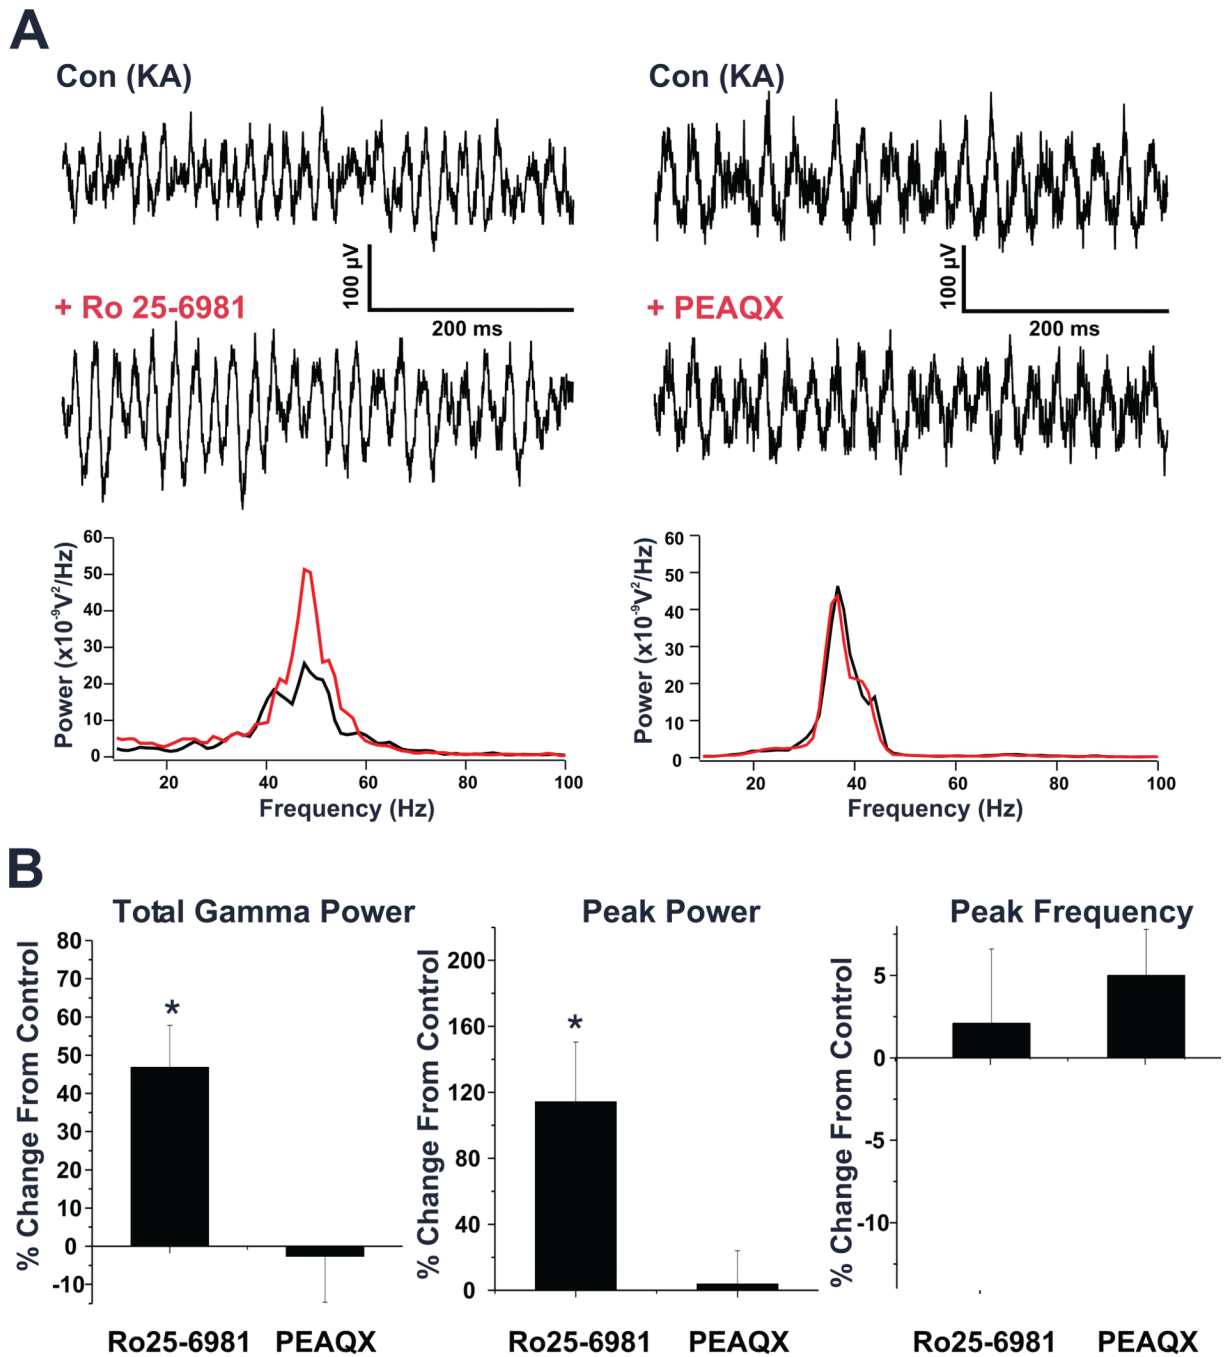 A
Con (KA)
Con (KA)
100 µV
200 ms
100 µV
200 ms
+ Ro 25-6981
+ PEAQX
Power (x10⁻⁹V²/Hz)
60
50
40
30
20
10
0
20
40
60
80
100
Frequency (Hz)
Power (x10⁻⁹V²/Hz)
60
50
40
30
20
10
0
20
40
60
80
100
Frequency (Hz)
B
Total Gamma Power
% Change From Control
80
70
60
50
40
30
20
10
0
-10
*
Ro25-6981
PEAQX
Peak Power
% Change From Control
200
160
120
80
40
0
*
Ro25-6981
PEAQX
Peak Frequency
% Change From Control
5
0
-5
-10
Ro25-6981
PEAQX